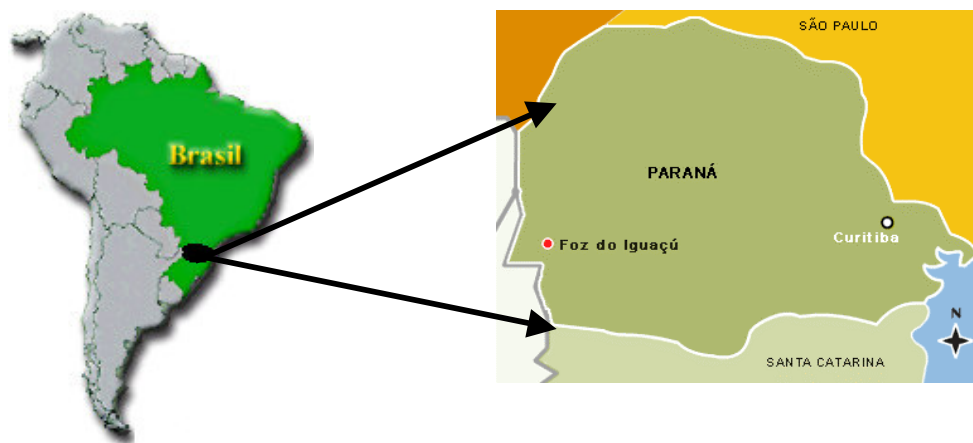 Brasil
SÃO PAULO
PARANÁ
Curitiba
Foz do Iguaçú
N
SANTA CATARINA